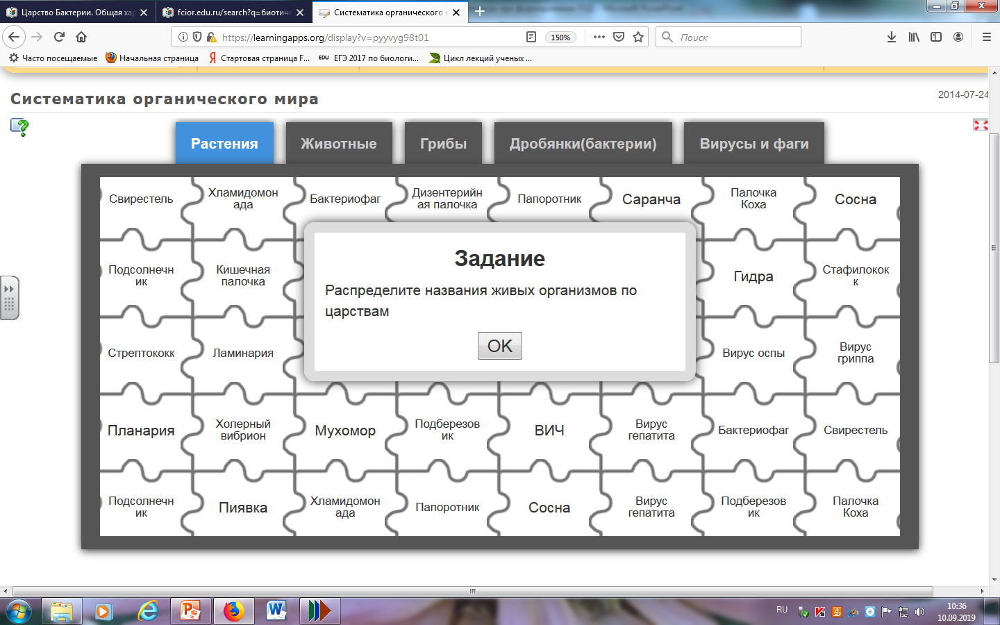 Царство Бактерии. Общая хар
fcior.edu.ru/search?q=биотиче
Систематика органического м
https://learningapps.org/display?v=pyyvyg98t01
150%
Поиск
Часто посещаемые
Начальная страница
Стартовая страница F...
EDU ЕГЭ 2017 по биологи...
Цикл лекций ученых ...
Систематика органического мира
2014-07-24
Растения
Животные
Грибы
Дробянки(бактерии)
Вирусы и фаги
Свиристель
Хламидомон
ада
Бактериофаг
Дизентерийн
ая палочка
Папоротник
Саранча
Палочка
Коха
Сосна
Подсолнечн
ик
Кишечная
палочка
Гидра
Стафилокок
к
Задание
Распределите названия живых организмов по
царствам
OK
Стрептококк
Ламинария
Вирус оспы
Вирус
гриппа
Планария
Холерный
вибрион
Мухомор
Подберезов
ик
ВИЧ
Вирус
гепатита
Бактериофаг
Свирестель
Подсолнечн
ик
Пиявка
Хламидомон
ада
Папоротник
Сосна
Вирус
гепатита
Подберезов
ик
Палочка
Коха
RU
10:36
10.09.2019